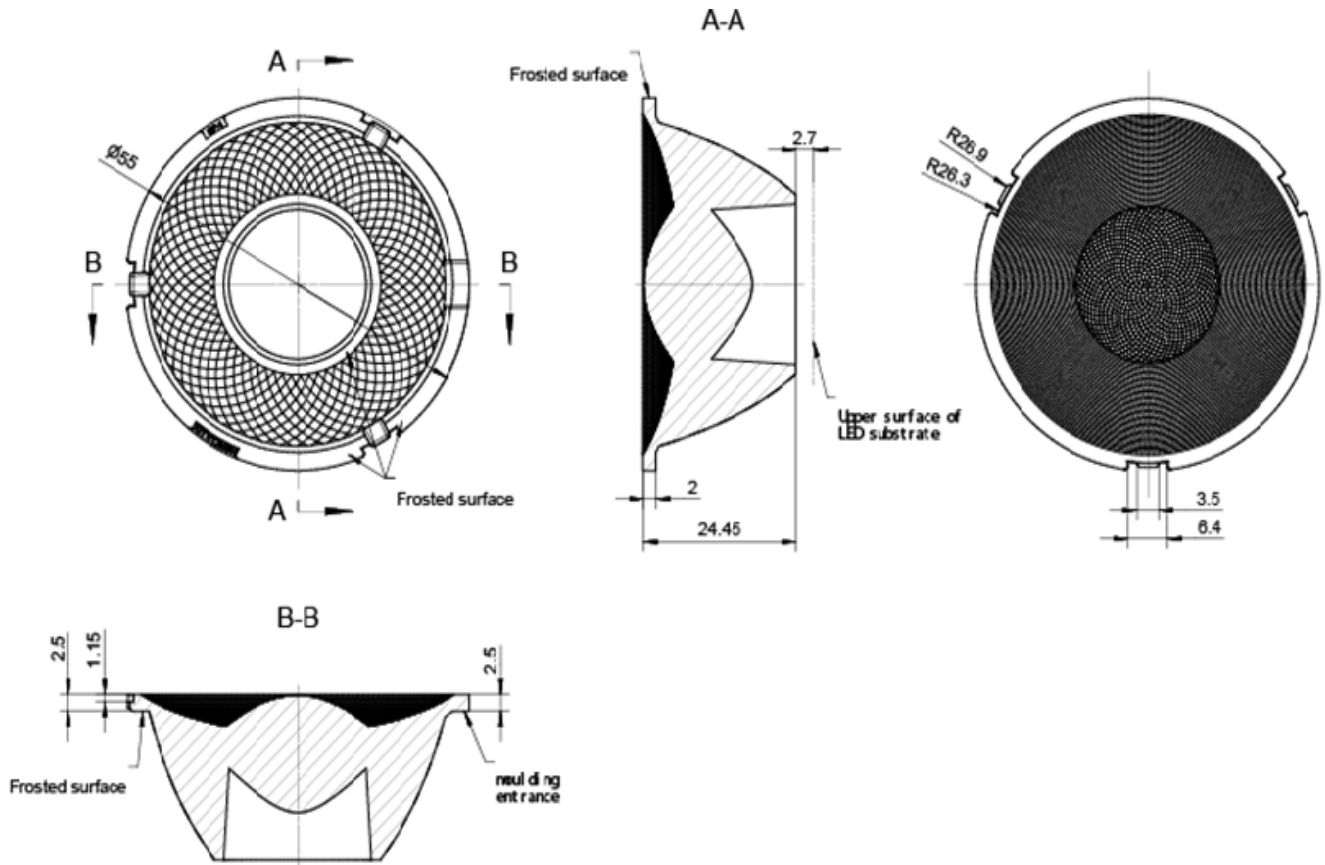 A-A
A
Frosted surface
2.7
Ø55
R26.9
R26.3
B
B
Upper surface of
LED substrate
2
3.5
Frosted surface
A
24.45
6.4
B-B
2.5
1.15
2.5
Frosted surface
moulding
entrance